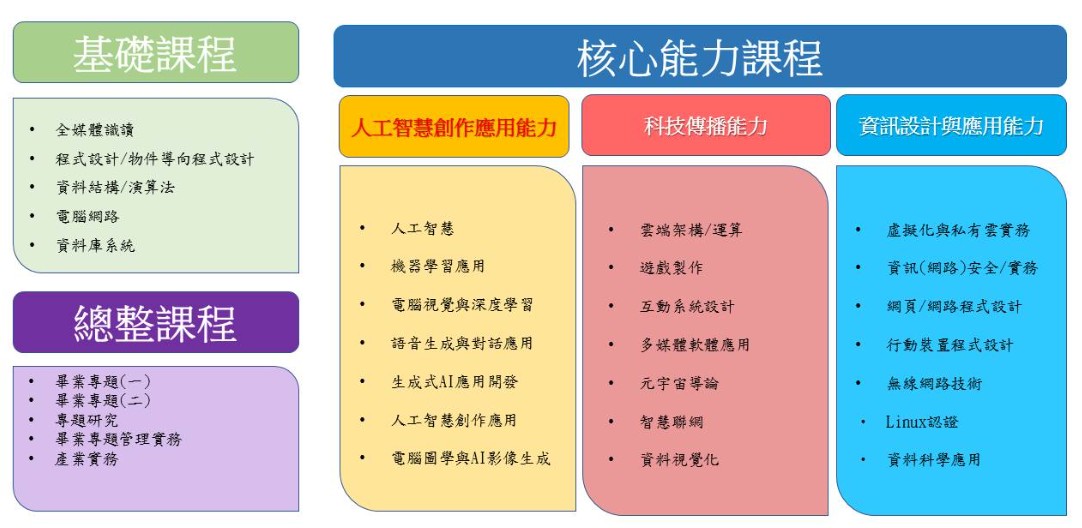 基礎課程
• 全媒體識讀
• 程式設計/物件導向程式設計
• 資料結構/演算法
• 電腦網路
• 資料庫系統
總整課程
• 畢業專題(一)
• 畢業專題(二)
• 專題研究
• 畢業專題管理實務
• 產業實務
核心能力課程
人工智慧創作應用能力
• 人工智慧
• 機器學習應用
• 電腦視覺與深度學習
• 語音生成與對話應用
• 生成式AI應用開發
• 人工智慧創作應用
• 電腦圖學與AI影像生成
科技傳播能力
• 雲端架構/運算
• 遊戲製作
• 互動系統設計
• 多媒體軟體應用
• 元宇宙導論
• 智慧聯網
• 資料視覺化
資訊設計與應用能力
• 虛擬化與私有雲實務
• 資訊(網路)安全/實務
• 網頁/網路程式設計
• 行動裝置程式設計
• 無線網路技術
• Linux認證
• 資料科學應用